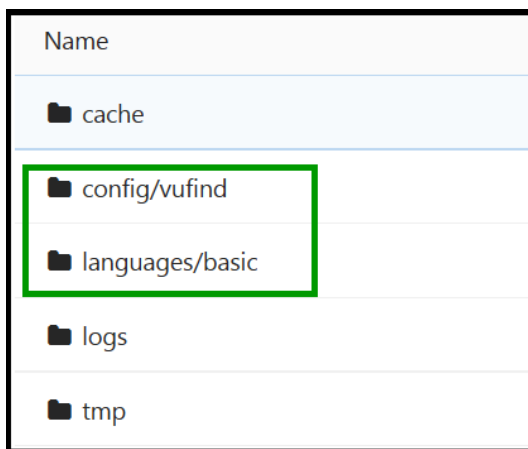 Name
cache
config/vufind
languages/basic
logs
tmp